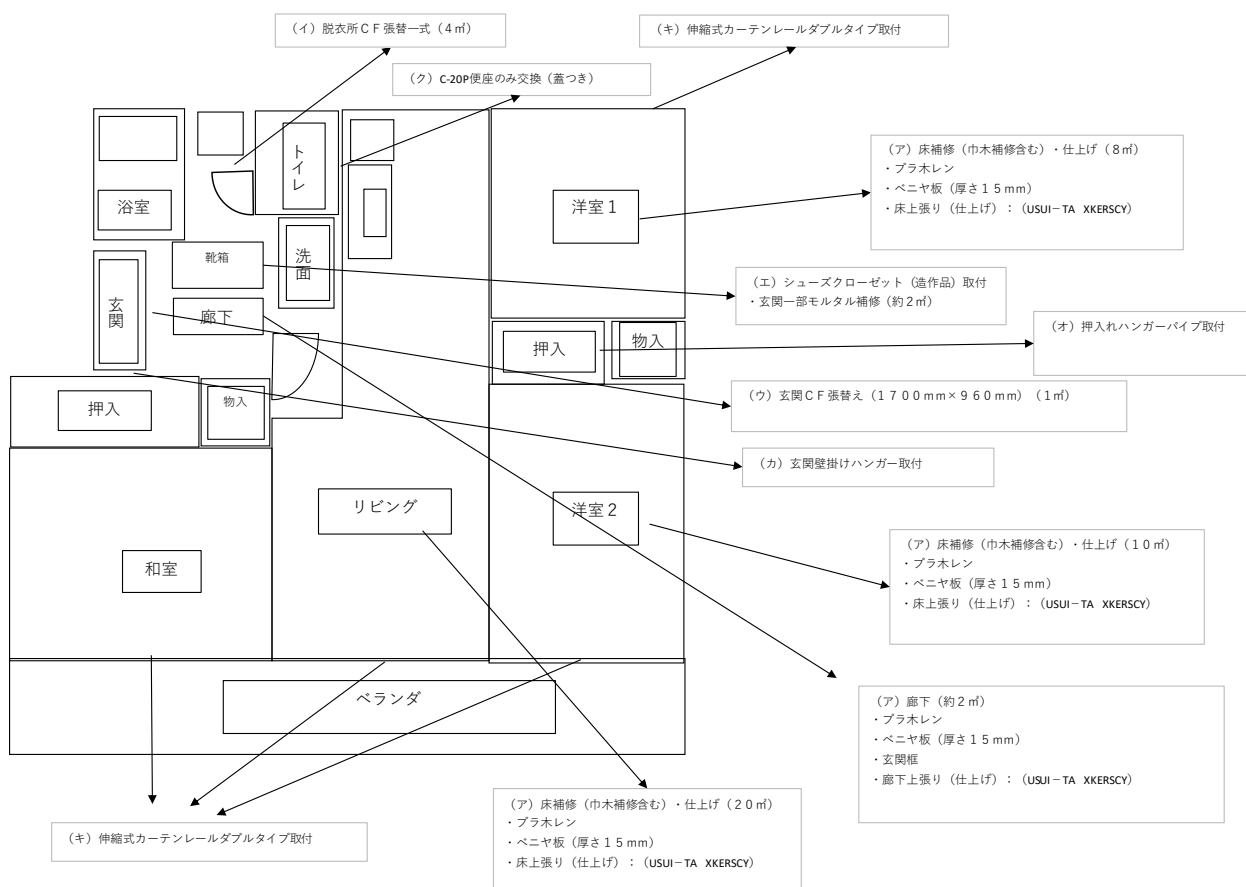 （イ）脱衣所ＣＦ張替一式（４㎡）
（キ）伸縮式カーテンレールダブルタイプ取付
（ク）C-20P便座のみ交換（蓋つき）
トイレ
浴室
洋室１
（ア）床補修（巾木補修含む）・仕上げ（８㎡）
・プラ木レン
・ベニヤ板（厚さ１５mm）
・床上張り（仕上げ）：（USUI−TA XKERSCY）
靴箱
洗面
玄関
廊下
（エ）シューズクローゼット（造作品）取付
・玄関一部モルタル補修（約２㎡）
押入
物入
（オ）押入れハンガーパイプ取付
押入
物入
（ウ）玄関ＣＦ張替え（１７００mm×９６０mm）（１㎡）
（カ）玄関壁掛けハンガー取付
リビング
洋室２
和室
（ア）床補修（巾木補修含む）・仕上げ（１０㎡）
・プラ木レン
・ベニヤ板（厚さ１５mm）
・床上張り（仕上げ）：（USUI−TA XKERSCY）
ベランダ
（ア）廊下（約２㎡）
・プラ木レン
・ベニヤ板（厚さ１５mm）
・玄関框
・廊下上張り（仕上げ）：（USUI−TA XKERSCY）
（キ）伸縮式カーテンレールダブルタイプ取付
（ア）床補修（巾木補修含む）・仕上げ（２０㎡）
・プラ木レン
・ベニヤ板（厚さ１５mm）
・床上張り（仕上げ）：（USUI−TA XKERSCY）